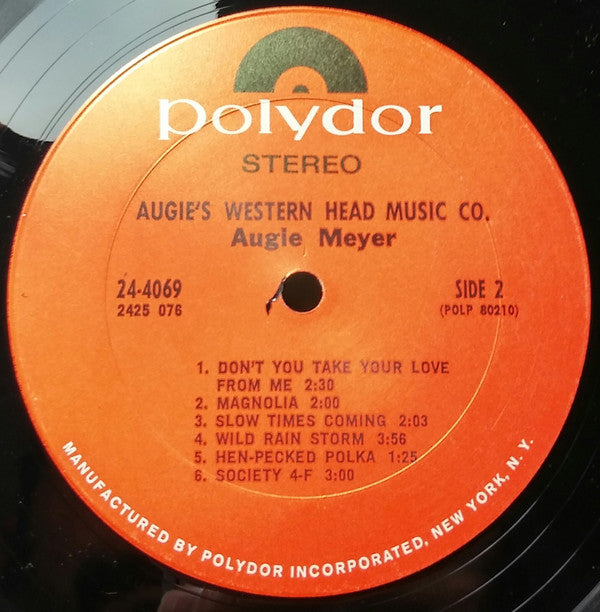 polydor
STEREO
AUGIE'S WESTERN HEAD MUSIC CO.
Augie Meyer
24-4069 SIDE 2
2425 076 (POLP 80210)
1. DON'T YOU TAKE YOUR LOVE
FROM ME 2:30
2. MAGNOLIA 2:00
3. SLOW TIMES COMING 2:03
4. WILD RAIN STORM 3:56
5. HEN-PECKED POLKA 1:25
6. SOCIETY 4-F 3:00
MANUFACTURED BY POLYDOR INCORPORATED, NEW YORK, N. Y.